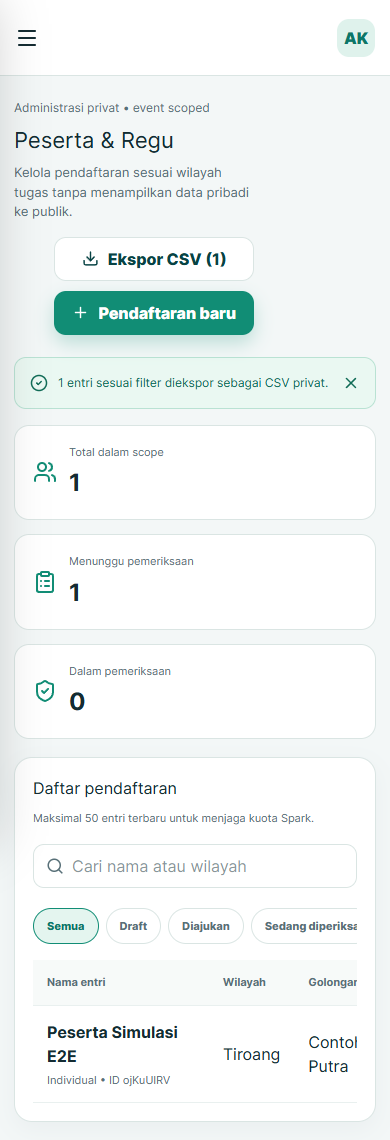 AK
Administrasi privat • event scoped
Peserta & Regu
Kelola pendaftaran sesuai wilayah
tugas tanpa menampilkan data pribadi
ke publik.
Ekspor CSV (1)
Pendaftaran baru
1 entri sesuai filter diekspor sebagai CSV privat.
Total dalam scope
1
Menunggu pemeriksaan
1
Dalam pemeriksaan
0
Daftar pendaftaran
Maksimal 50 entri terbaru untuk menjaga kuota Spark.
Cari nama atau wilayah
Semua Draft Diajukan Sedang diperiksa
Nama entri Wilayah Golongan
Peserta Simulasi Tiroang Contoh
E2E Putra
Individual • ID ojKuUIRV